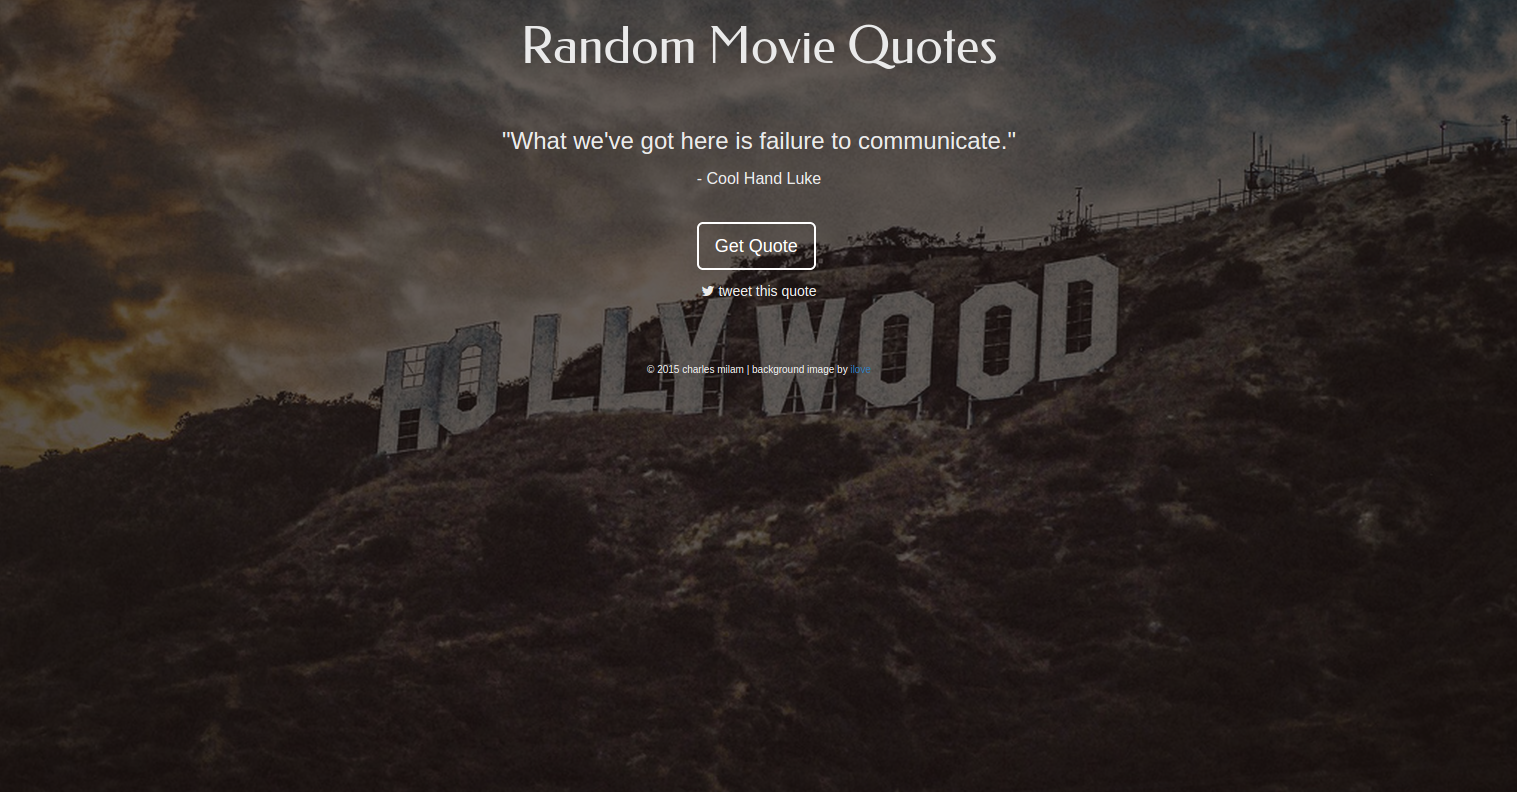 Random Movie Quotes
"What we've got here is failure to communicate."
- Cool Hand Luke
Get Quote
tweet this quote
HOLLYWOOD
© 2015 charles milam | background image by ilove